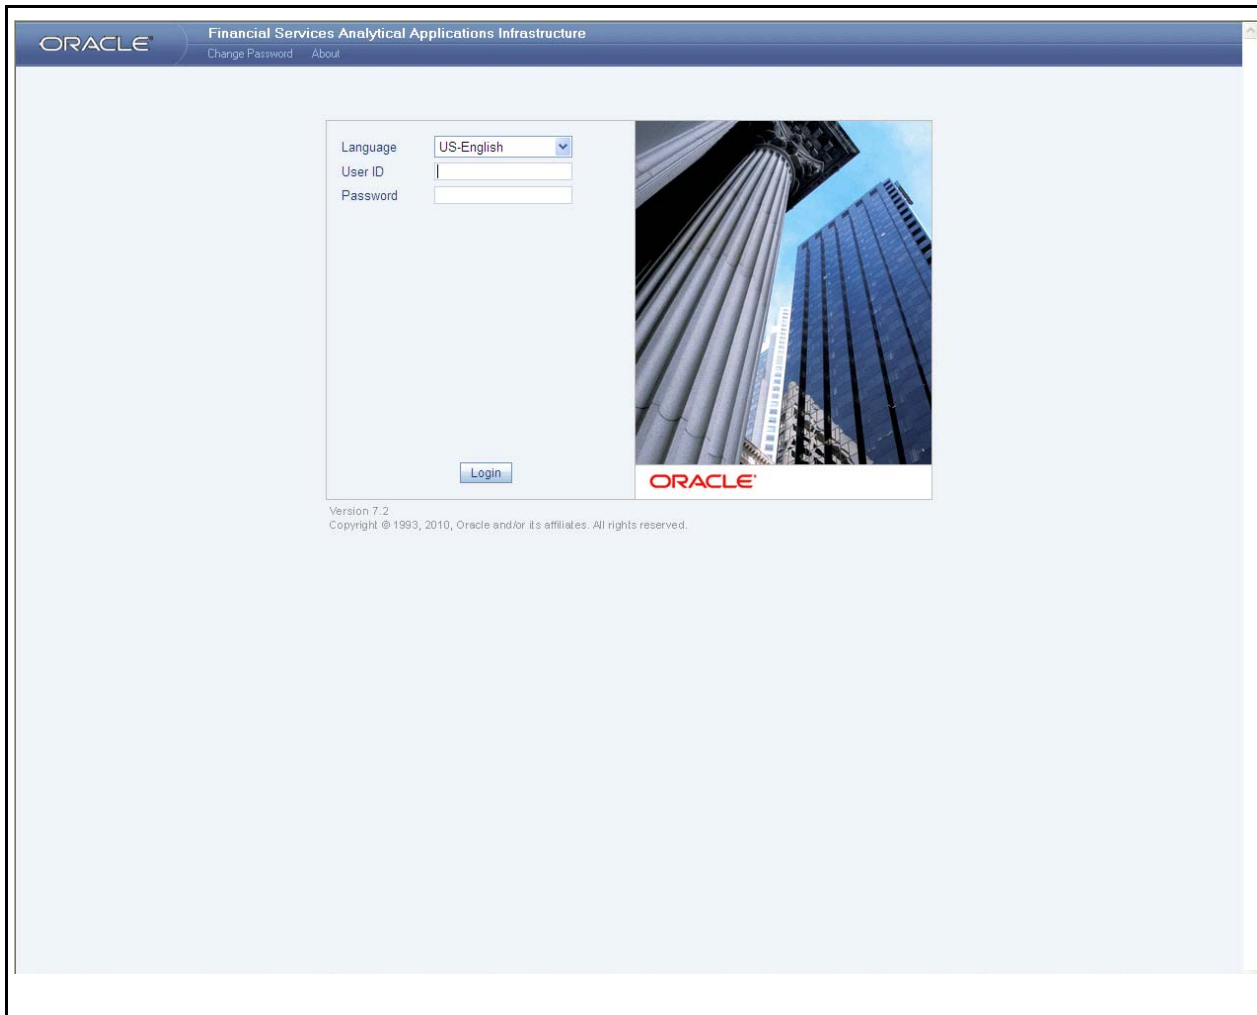 ORACLE®
Financial Services Analytical Applications Infrastructure
Change Password About
Language US-English
User ID
Password
Login
ORACLE®
Version 7.2
Copyright © 1993, 2010, Oracle and/or its affiliates. All rights reserved.